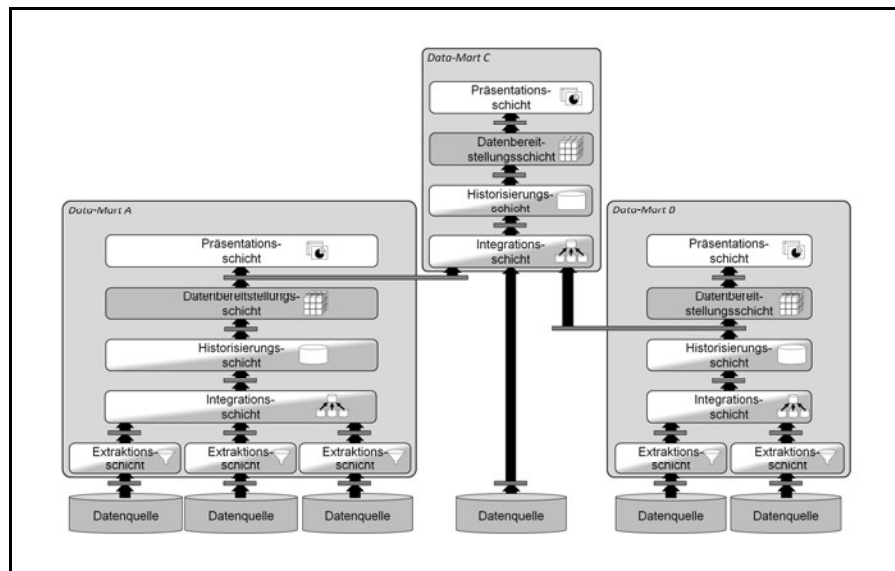 Data-Mart C
Präsentations-
schicht
Datenbereit-
stellungsschicht
Historisierungs-
schicht
Integrations-
schicht
Data-Mart A
Präsentations-
schicht
Datenbereitstellungs-
schicht
Historisierungs-
schicht
Integrations-
schicht
Extraktions-
schicht
Extraktions-
schicht
Extraktions-
schicht
Datenquelle
Datenquelle
Datenquelle
Datenquelle
Data-Mart B
Präsentations-
schicht
Datenbereit-
stellungsschicht
Historisierungs-
schicht
Integrations-
schicht
Extraktions-
schicht
Extraktions-
schicht
Datenquelle
Datenquelle